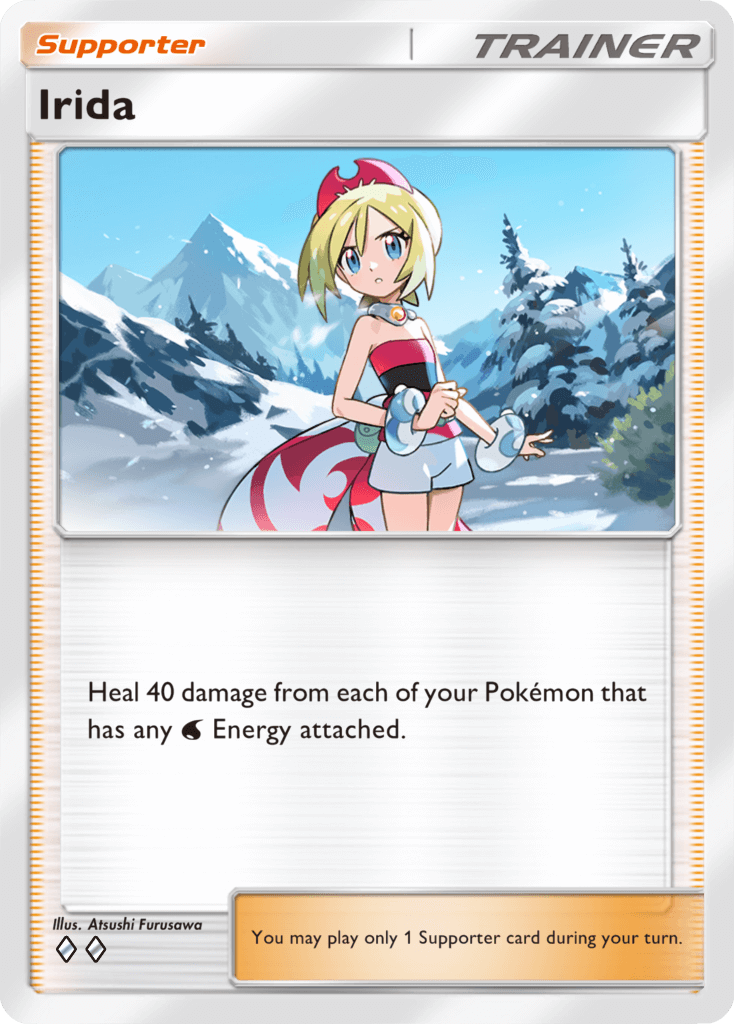 Supporter
TRAINER
Irida
Heal 40 damage from each of your Pokémon that
has any Energy attached.
Illus. Atsushi Furusawa
You may play only 1 Supporter card during your turn.